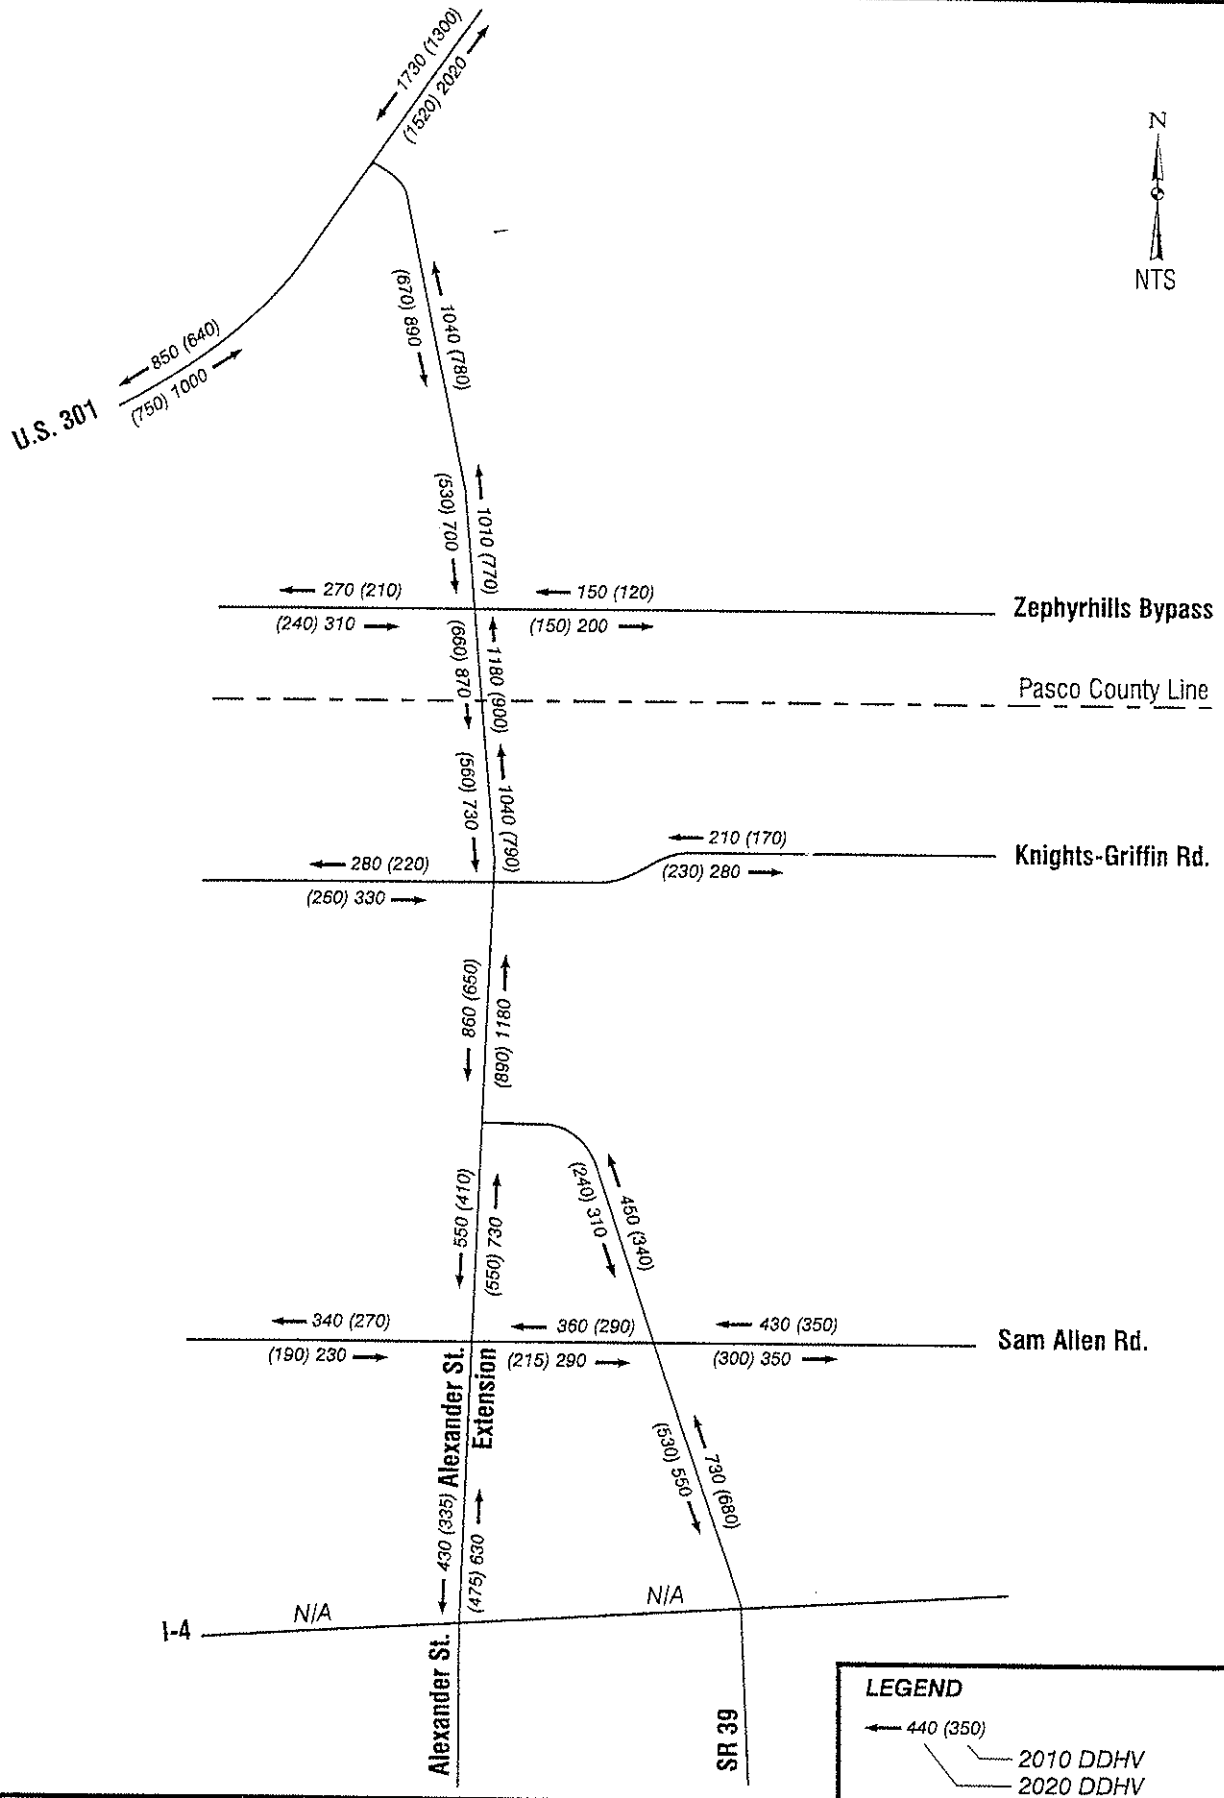 1730 (1300)
(1520) 2020
N
NTS
(670) 890
1040 (780)
850 (640)
(750) 1000
U.S. 301
(530) 700
1010 (770)
270 (210)
150 (120)
(240) 310
(150) 200
Zephyrhills Bypass
(660) 870
1180 (900)
Pasco County Line
(560) 730
1040 (790)
210 (170)
280 (220)
(230) 280
Knights-Griffin Rd.
(260) 330
860 (650)
(890) 1180
550 (410)
(550) 730
(240) 310
450 (340)
340 (270)
360 (290)
430 (350)
(190) 230
(215) 290
(300) 350
Sam Allen Rd.
Alexander St.
Extension
(530) 550
730 (680)
430 (335)
(475) 630
N/A
N/A
I-4
Alexander St.
SR 39
LEGEND
440 (350)
2010 DDHV
2020 DDHV